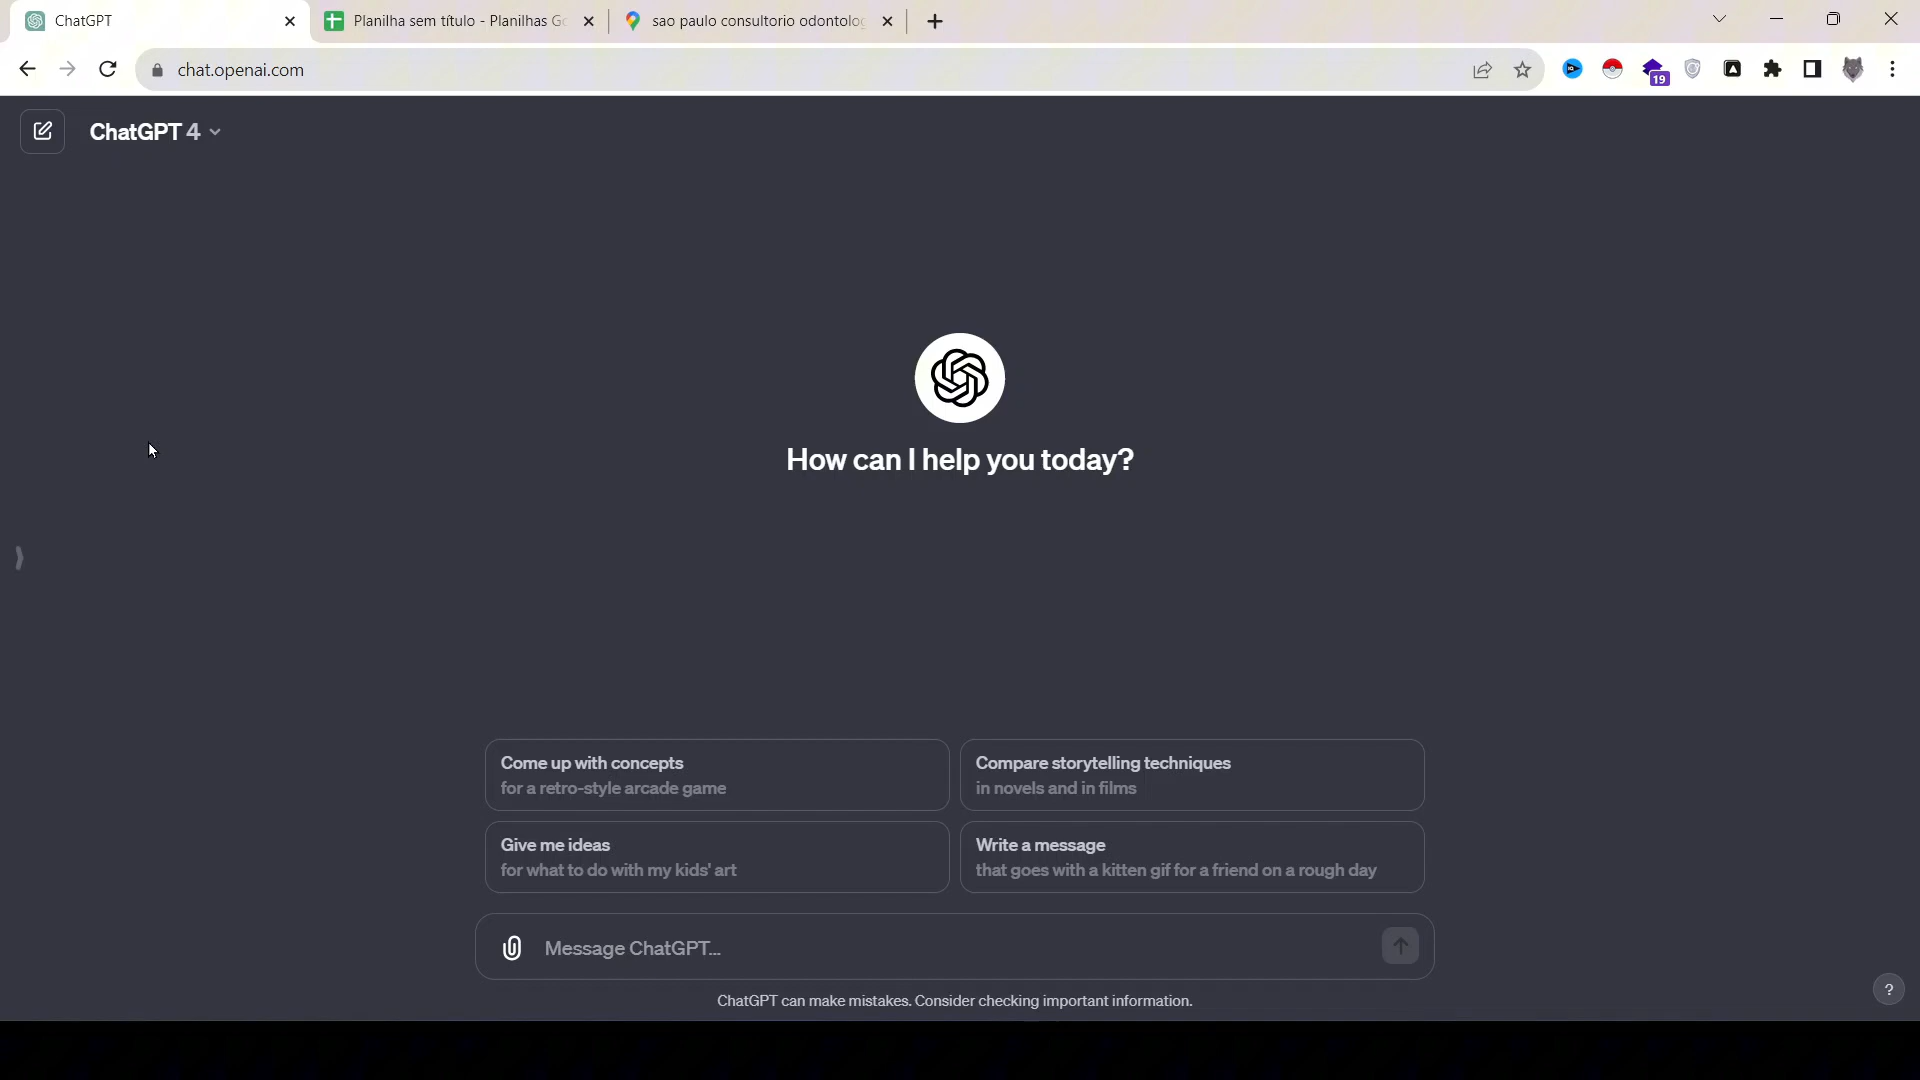 ChatGPT
Planilha sem título - Planilhas Go
sao paulo consultorio odontolog
chat.openai.com
19
ChatGPT 4
How can I help you today?
Come up with concepts
for a retro-style arcade game
Compare storytelling techniques
in novels and in films
Give me ideas
for what to do with my kids' art
Write a message
that goes with a kitten gif for a friend on a rough day
Message ChatGPT...
ChatGPT can make mistakes. Consider checking important information.
?